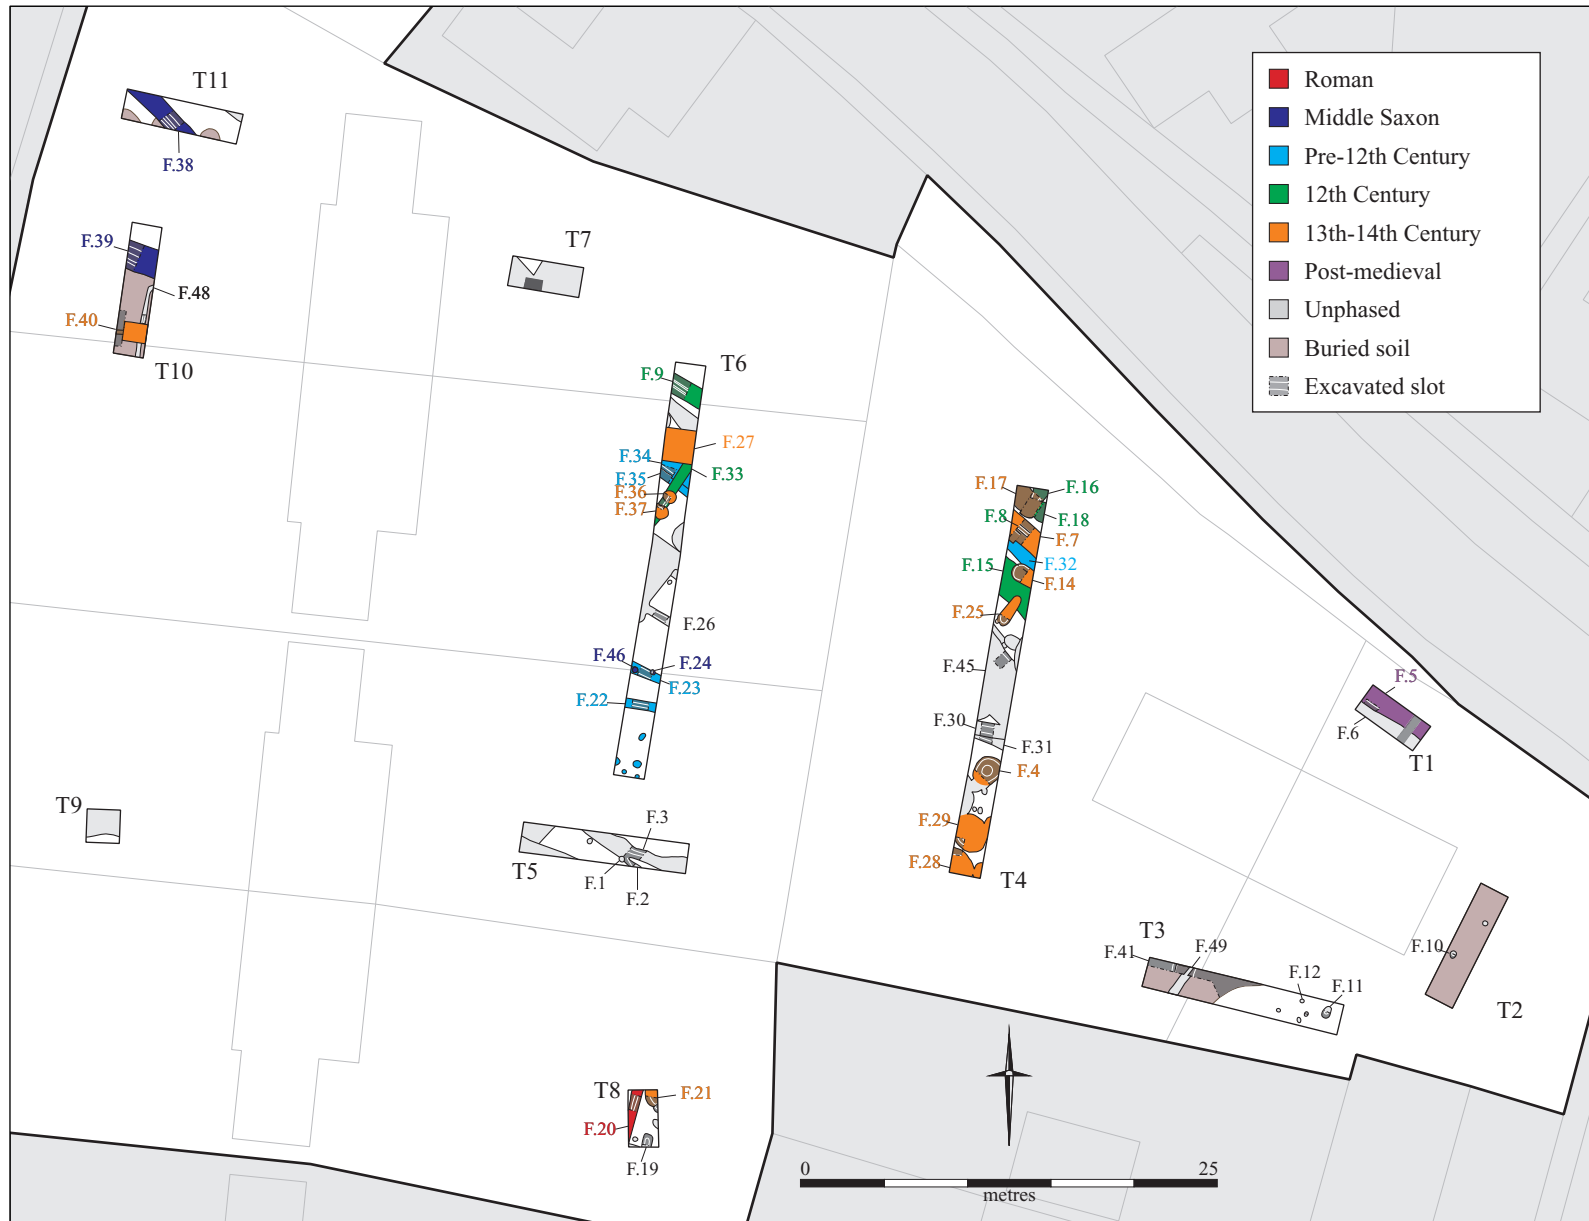 T11
F.38
F.39
F.48
F.40
T10
T7
T6
F.9
F.27
F.34
F.33
F.35
F.36
F.37
F.26
F.46
F.24
F.23
F.22
T9
F.3
T5
F.1
F.2
T8
F.21
F.20
F.19
F.17
F.16
F.8
F.18
F.7
F.32
F.15
F.14
F.25
F.45
F.30
F.31
F.4
F.29
F.28
T4
F.5
F.6
T1
T3
F.41
F.49
F.12
F.11
F.10
T2
Roman
Middle Saxon
Pre-12th Century
12th Century
13th-14th Century
Post-medieval
Unphased
Buried soil
Excavated slot
0 25
metres